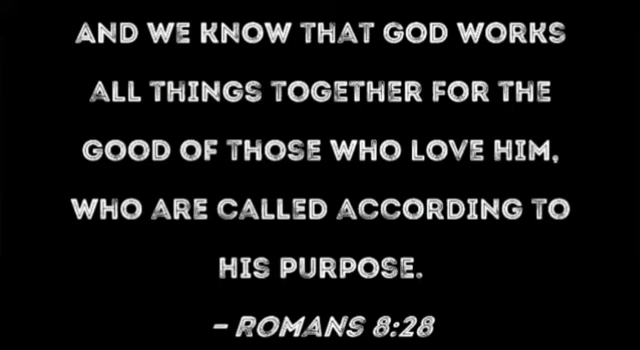 AND WE KNOW THAT GOD WORKS
ALL THINGS TOGETHER FOR THE
GOOD OF THOSE WHO LOVE HIM,
WHO ARE CALLED ACCORDING TO
HIS PURPOSE.
– ROMANS 8:28